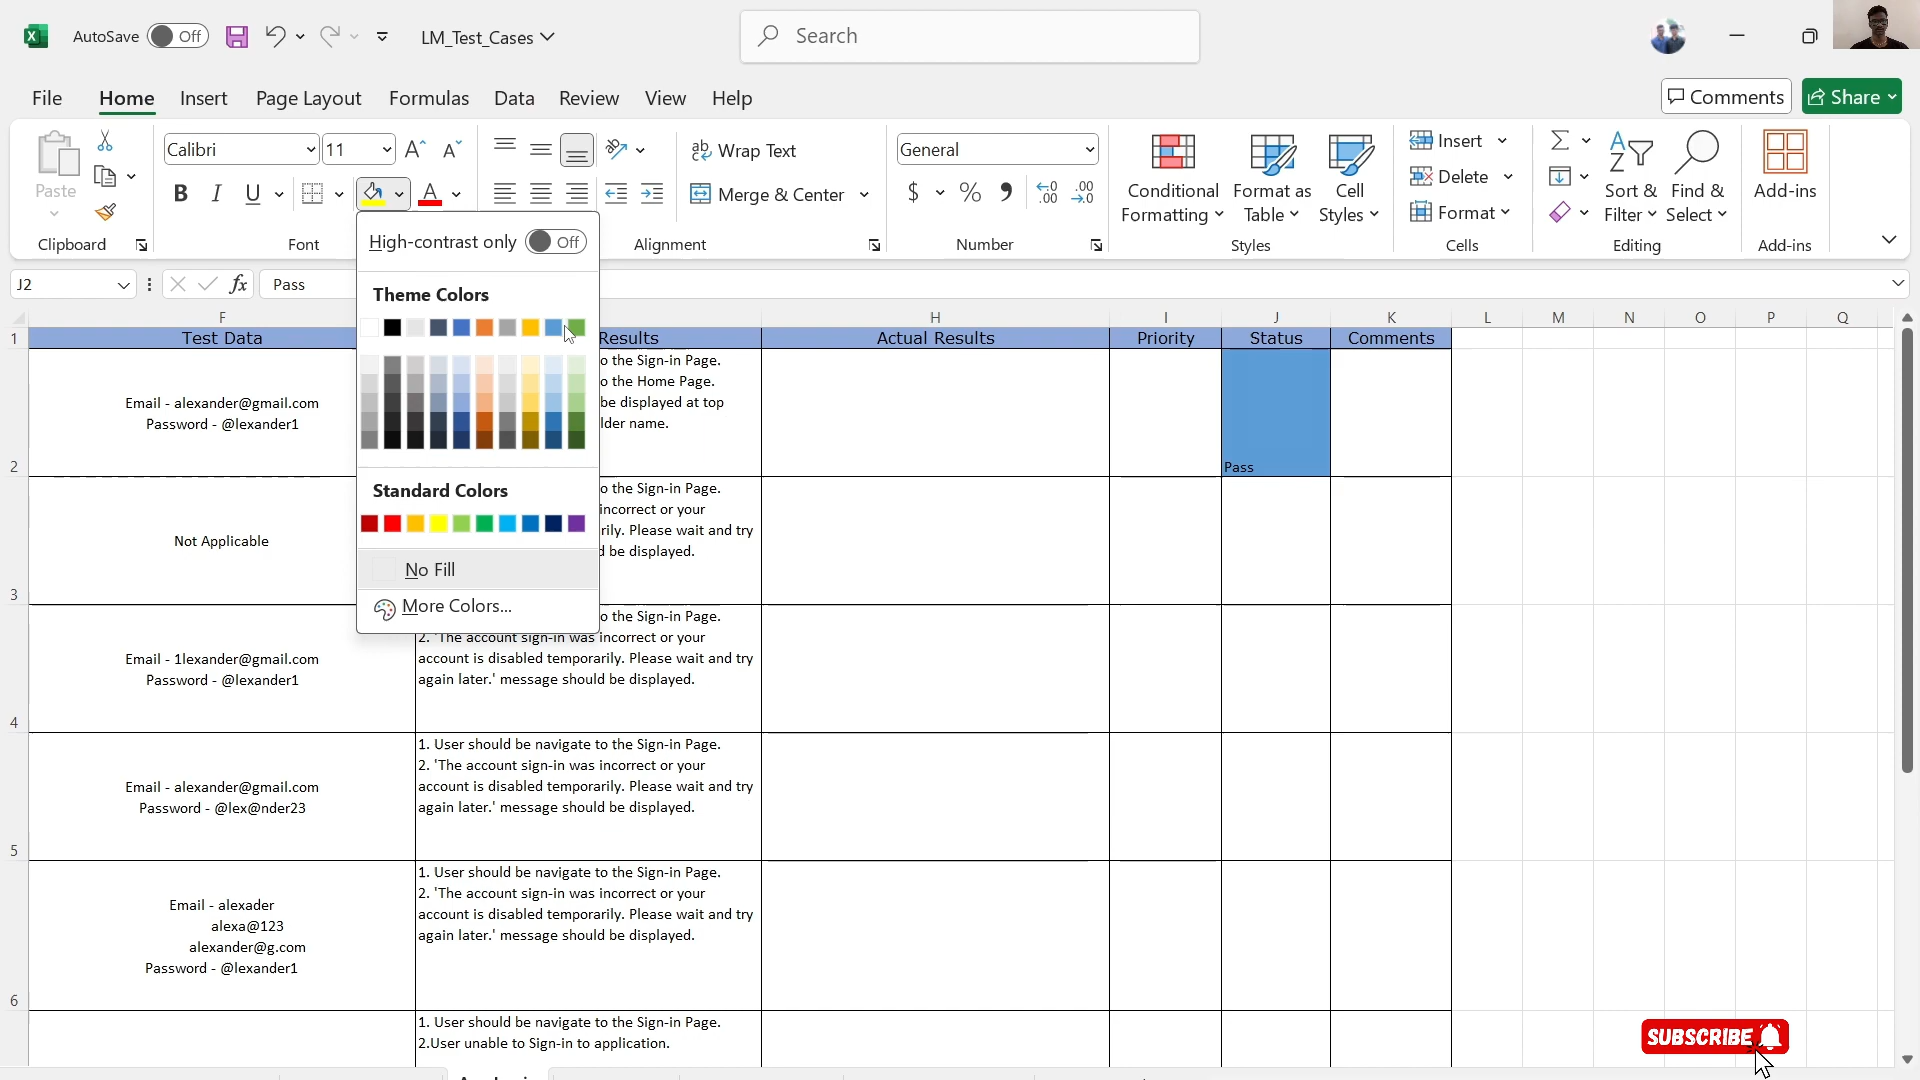 AutoSave Off LM_Test_Cases Search
File Home Insert Page Layout Formulas Data Review View Help Comments Share
Paste Calibri 11 Wrap Text General Conditional Formatting Format as Table Cell Styles Insert Delete Format Sort & Filter Find & Select Add-ins
B I U A Merge & Center $ % 9 .00
Clipboard Font Alignment Number Styles Cells Editing Add-ins
High-contrast only Off
J2 fx Pass
Theme Colors
F H I J K L M N O P Q
1 Test Data Results Actual Results Priority Status Comments
Email - alexander@gmail.com
Password - @lexander1
o the Sign-in Page.
o the Home Page.
be displayed at top
lder name.
2 Pass
Standard Colors
Not Applicable
o the Sign-in Page.
incorrect or your
rily. Please wait and try
d be displayed.
No Fill
More Colors...
3
Email - 1lexander@gmail.com
Password - @lexander1
o the Sign-in Page.
2. 'The account sign-in was incorrect or your
account is disabled temporarily. Please wait and try
again later.' message should be displayed.
4
Email - alexander@gmail.com
Password - @lex@nder23
1. User should be navigate to the Sign-in Page.
2. 'The account sign-in was incorrect or your
account is disabled temporarily. Please wait and try
again later.' message should be displayed.
5
Email - alexader
alexa@123
alexander@g.com
Password - @lexander1
1. User should be navigate to the Sign-in Page.
2. 'The account sign-in was incorrect or your
account is disabled temporarily. Please wait and try
again later.' message should be displayed.
6
1. User should be navigate to the Sign-in Page.
2.User unable to Sign-in to application.
SUBSCRIBE